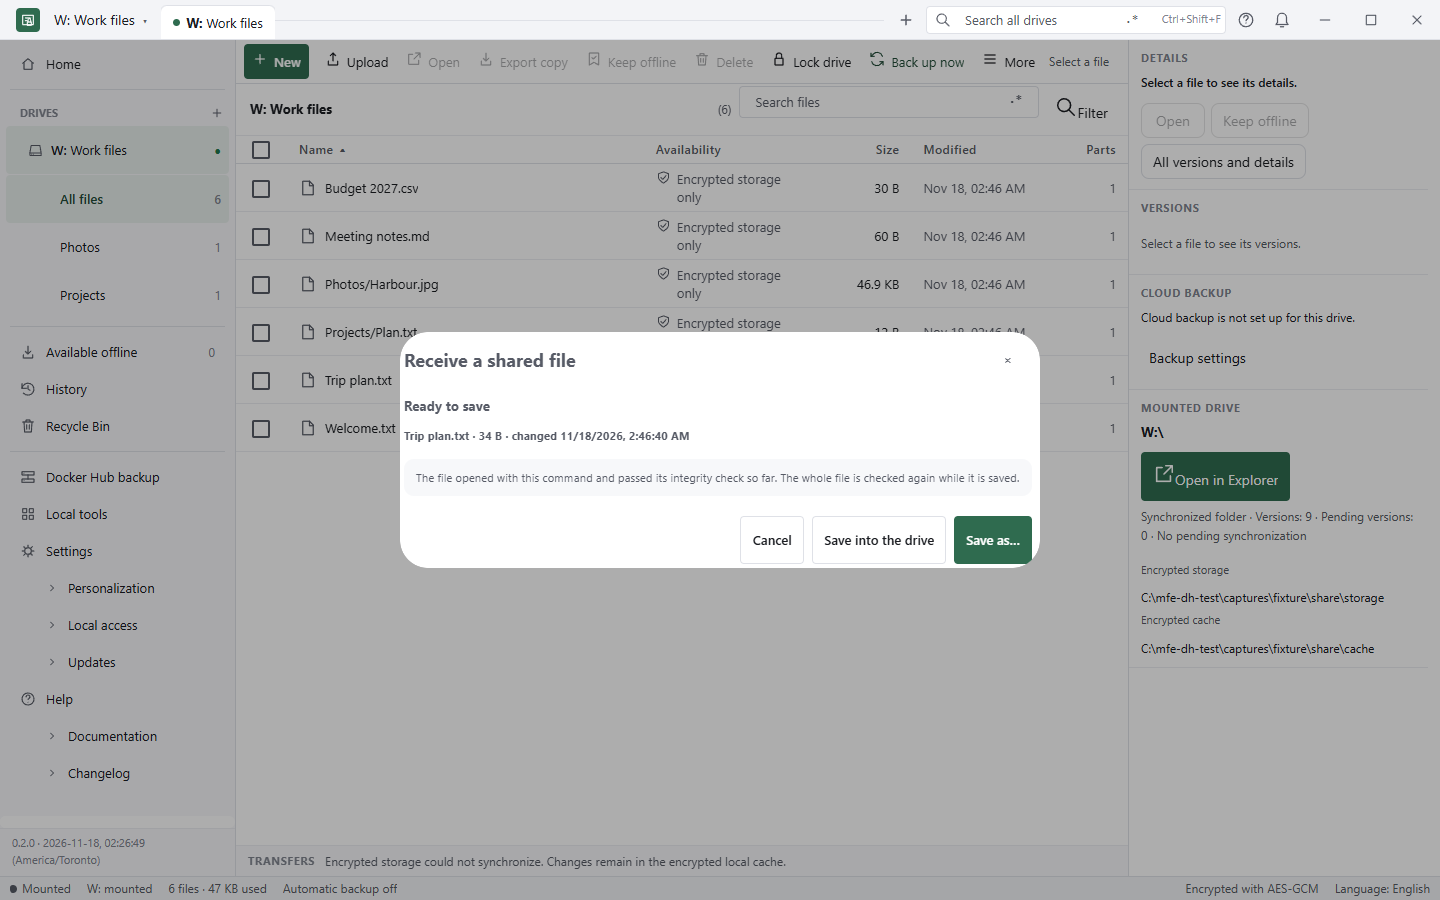 W: Work files
W: Work files
Search all drives
.*
Ctrl+Shift+F
Home
DRIVES
W: Work files
All files
6
Photos
1
Projects
1
Available offline
0
History
Recycle Bin
Docker Hub backup
Local tools
Settings
Personalization
Local access
Updates
Help
Documentation
Changelog
0.2.0 · 2026-11-18, 02:26:49
(America/Toronto)
New
Upload
Open
Export copy
Keep offline
Delete
Lock drive
Back up now
More
Select a file
W: Work files
(6)
Search files
.*
Filter
Name
Availability
Size
Modified
Parts
Budget 2027.csv
Encrypted storage
only
30 B
Nov 18, 02:46 AM
1
Meeting notes.md
Encrypted storage
only
60 B
Nov 18, 02:46 AM
1
Photos/Harbour.jpg
Encrypted storage
only
46.9 KB
Nov 18, 02:46 AM
1
Projects/Plan.txt
Encrypted storage
12 B
Nov 18, 02:46 AM
1
Trip plan.txt
1
Welcome.txt
1
Receive a shared file
×
Ready to save
Trip plan.txt · 34 B · changed 11/18/2026, 2:46:40 AM
The file opened with this command and passed its integrity check so far. The whole file is checked again while it is saved.
Cancel
Save into the drive
Save as...
DETAILS
Select a file to see its details.
Open
Keep offline
All versions and details
VERSIONS
Select a file to see its versions.
CLOUD BACKUP
Cloud backup is not set up for this drive.
Backup settings
MOUNTED DRIVE
W:\
Open in Explorer
Synchronized folder · Versions: 9 · Pending versions:
0 · No pending synchronization
Encrypted storage
C:\mfe-dh-test\captures\fixture\share\storage
Encrypted cache
C:\mfe-dh-test\captures\fixture\share\cache
TRANSFERS
Encrypted storage could not synchronize. Changes remain in the encrypted local cache.
Mounted
W: mounted
6 files · 47 KB used
Automatic backup off
Encrypted with AES-GCM
Language: English